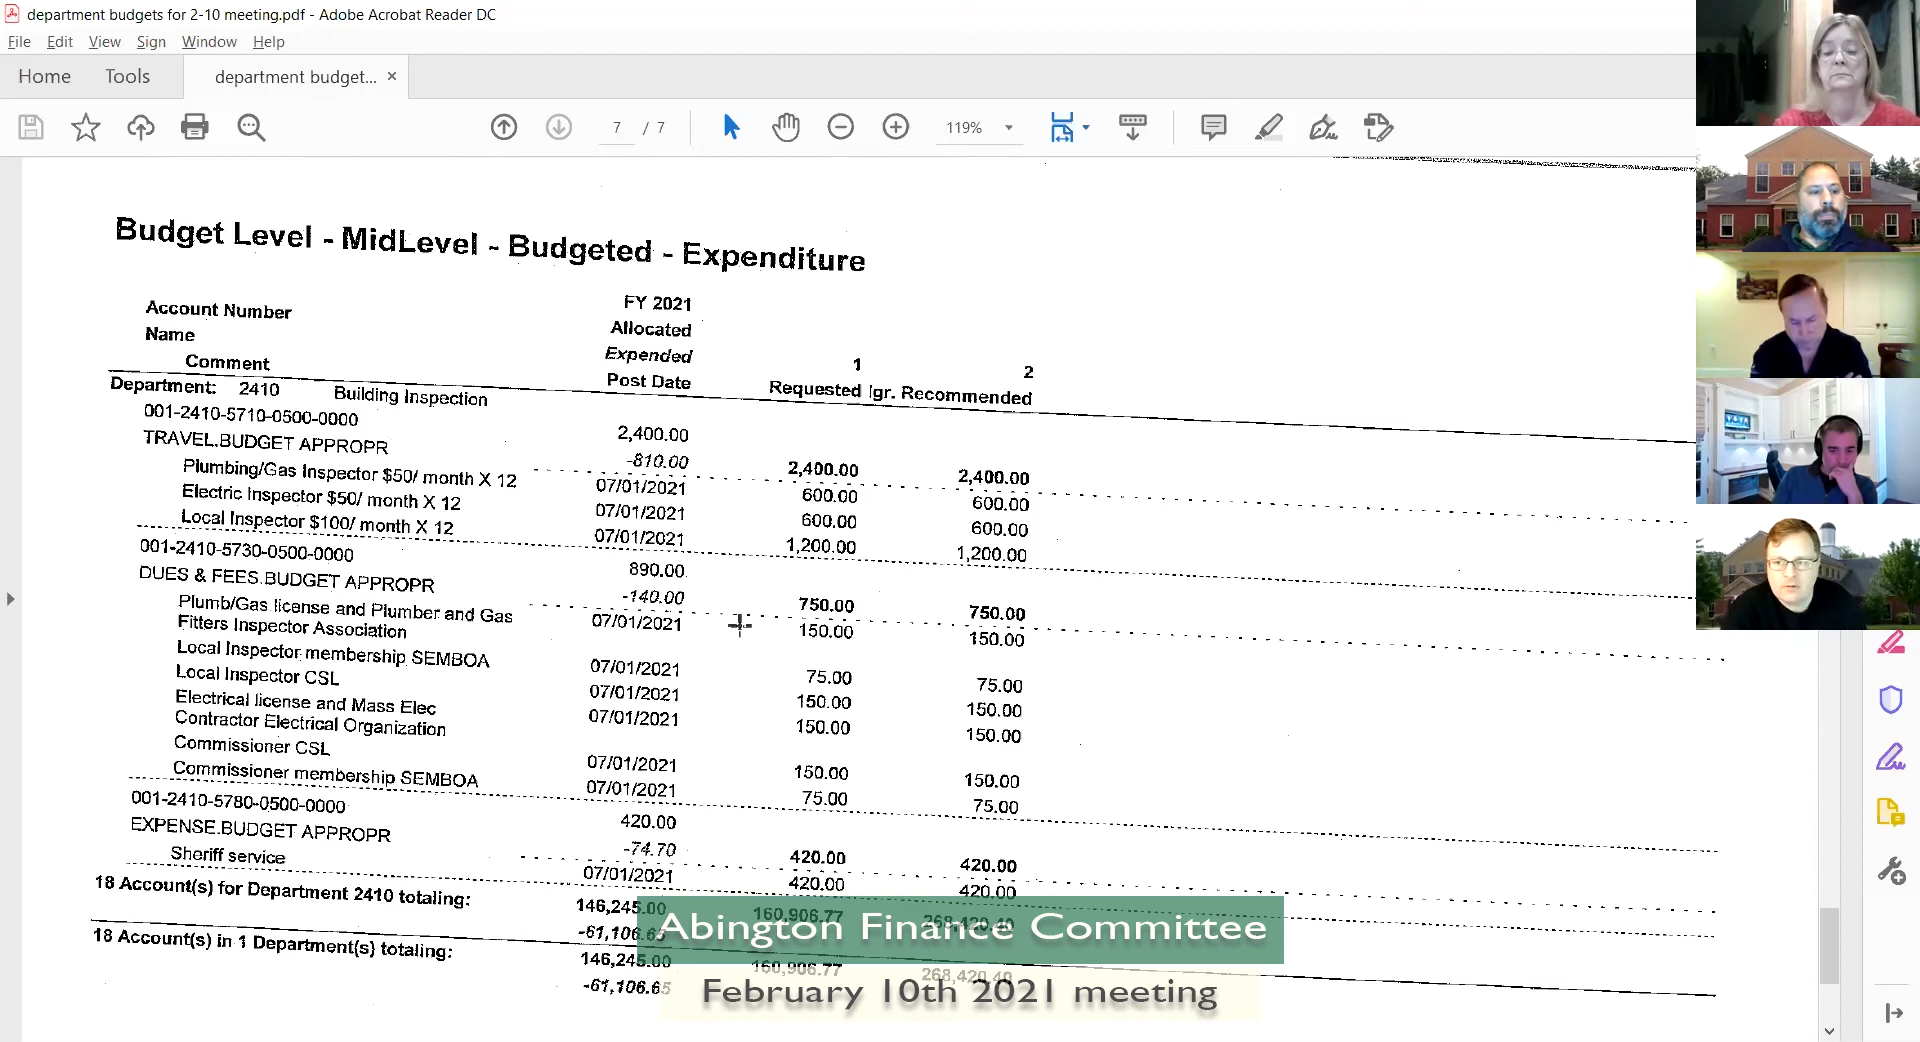 department budgets for 2-10 meeting.pdf - Adobe Acrobat Reader DC
File Edit View Sign Window Help
Home Tools department budget... ×
7 / 7 119%
Budget Level - MidLevel - Budgeted - Expenditure
Account Number FY 2021
Name Allocated
Expended
Comment 1 2
Post Date Requested Igr. Recommended
Department: 2410 Building Inspection
001-2410-5710-0500-0000 2,400.00
TRAVEL.BUDGET APPROPR -810.00 2,400.00 2,400.00
Plumbing/Gas Inspector $50/ month X 12 07/01/2021 600.00 600.00
Electric Inspector $50/ month X 12 07/01/2021 600.00 600.00
Local Inspector $100/ month X 12 07/01/2021 1,200.00 1,200.00
001-2410-5730-0500-0000 890.00
DUES & FEES.BUDGET APPROPR -140.00 750.00 750.00
Plumb/Gas license and Plumber and Gas 07/01/2021 150.00 150.00
Fitters Inspector Association
Local Inspector membership SEMBOA 07/01/2021 75.00 75.00
Local Inspector CSL 07/01/2021 150.00 150.00
Electrical license and Mass Elec 07/01/2021 150.00 150.00
Contractor Electrical Organization
Commissioner CSL 07/01/2021 150.00 150.00
Commissioner membership SEMBOA 07/01/2021 75.00 75.00
001-2410-5780-0500-0000 420.00
EXPENSE.BUDGET APPROPR -74.70 420.00 420.00
Sheriff service 07/01/2021 420.00 420.00
18 Account(s) for Department 2410 totaling: 146,245.00 160,906.77 268,420.40
-61,106.65
18 Account(s) in 1 Department(s) totaling: 146,245.00 160,906.77 268,420.40
-61,106.65
Abington Finance Committee
February 10th 2021 meeting